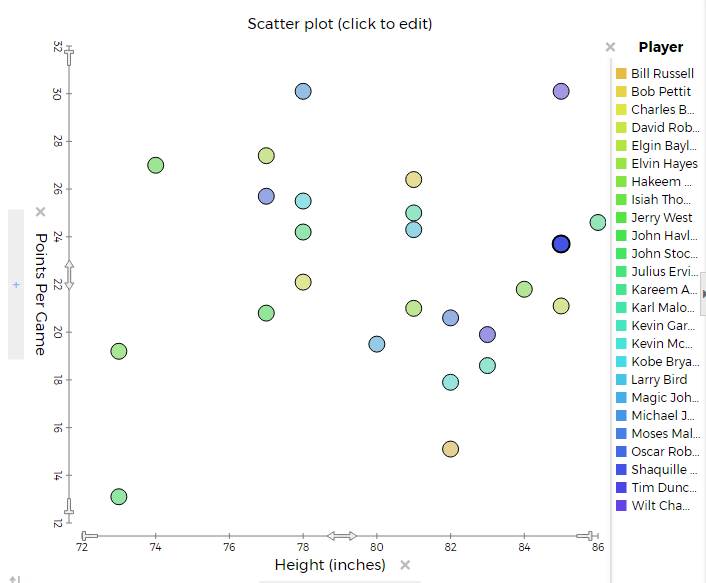 Scatter plot (click to edit)
32
30
28
26
24
22
20
18
16
14
12
Points Per Game
72 74 76 78 80 82 84 86
Height (inches)
Player
Bill Russell
Bob Pettit
Charles B...
David Rob...
Elgin Bayl...
Elvin Hayes
Hakeem ...
Isiah Tho...
Jerry West
John Havl...
John Stoc...
Julius Ervi...
Kareem A...
Karl Malo...
Kevin Gar...
Kevin Mc...
Kobe Brya...
Larry Bird
Magic Joh...
Michael J...
Moses Mal...
Oscar Rob...
Shaquille ...
Tim Dunc...
Wilt Cha...